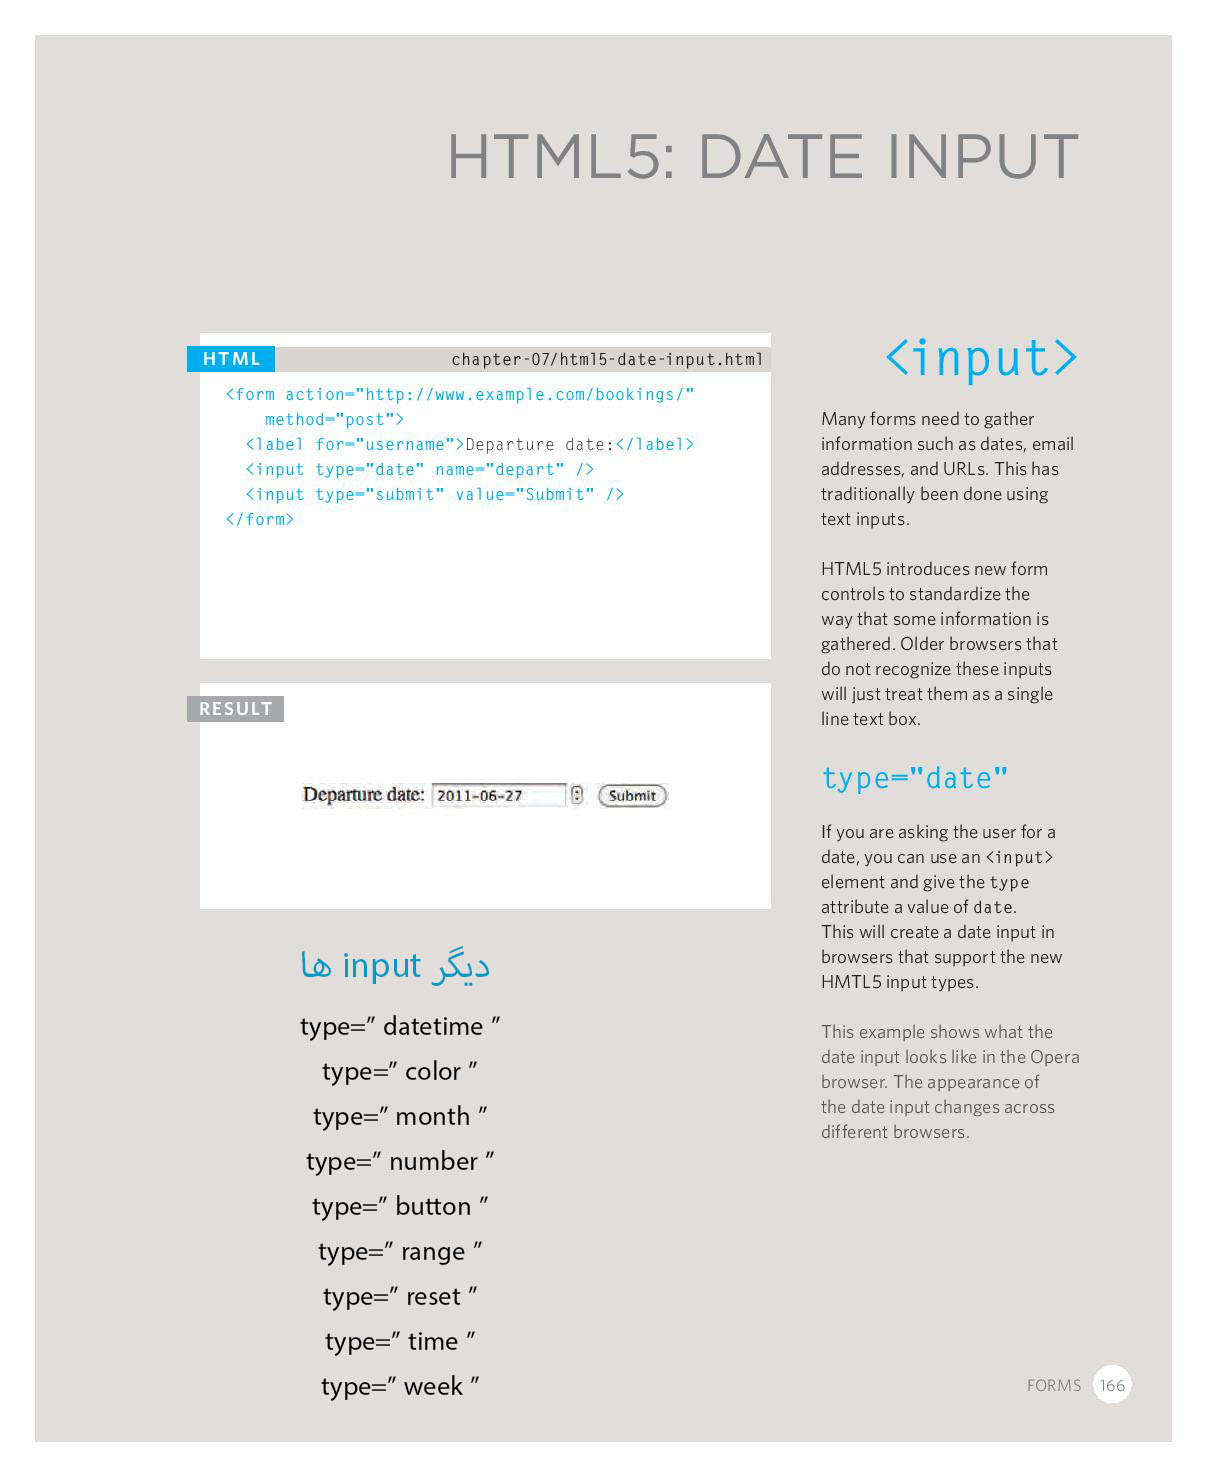 HTML5: DATE INPUT
HTML
chapter-07/html5-date-input.html
<form action="http://www.example.com/bookings/"
method="post">
<label for="username">Departure date:</label>
<input type="date" name="depart" />
<input type="submit" value="Submit" />
</form>
RESULT
Departure date: 2011-06-27 Submit
دیگر input ها
type=” datetime ”
type=” color ”
type=” month ”
type=” number ”
type=” button ”
type=” range ”
type=” reset ”
type=” time ”
type=” week ”
<input>
Many forms need to gather
information such as dates, email
addresses, and URLs. This has
traditionally been done using
text inputs.
HTML5 introduces new form
controls to standardize the
way that some information is
gathered. Older browsers that
do not recognize these inputs
will just treat them as a single
line text box.
type="date"
If you are asking the user for a
date, you can use an <input>
element and give the type
attribute a value of date.
This will create a date input in
browsers that support the new
HMTL5 input types.
This example shows what the
date input looks like in the Opera
browser. The appearance of
the date input changes across
different browsers.
FORMS 166